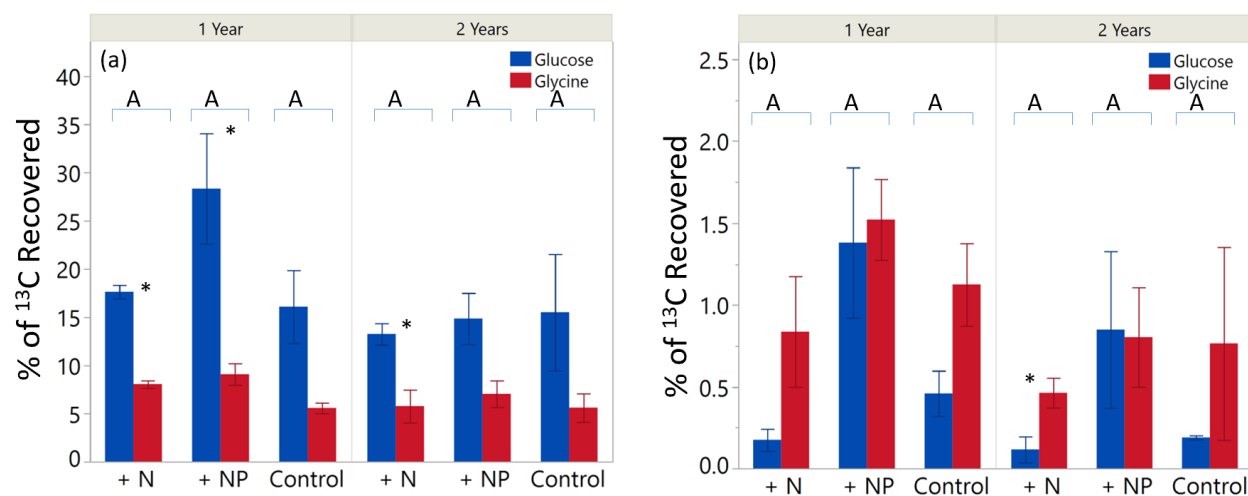 1 Year 2 Years
(a) Glucose
Glycine
% of ¹³C Recovered
40
35
30
25
20
15
10
5
0
A A A A A A
* * *
+ N + NP Control + N + NP Control
1 Year 2 Years
(b) Glucose
Glycine
% of ¹³C Recovered
2.5
2.0
1.5
1.0
0.5
0.0
A A A A A A
*
+ N + NP Control + N + NP Control